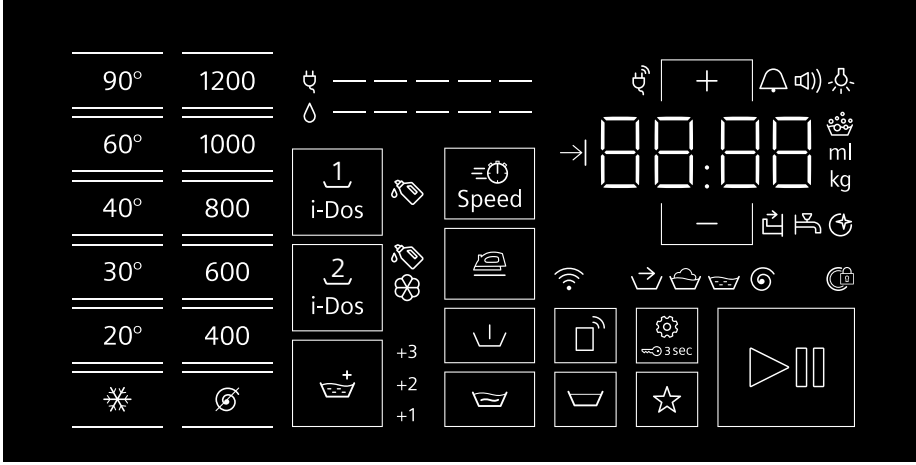 90° 1200
60° 1000
40° 800
30° 600
20° 400
1
i-Dos
2
i-Dos
+3
+2
+1
Speed
+
88:88
ml
kg
−
3 sec